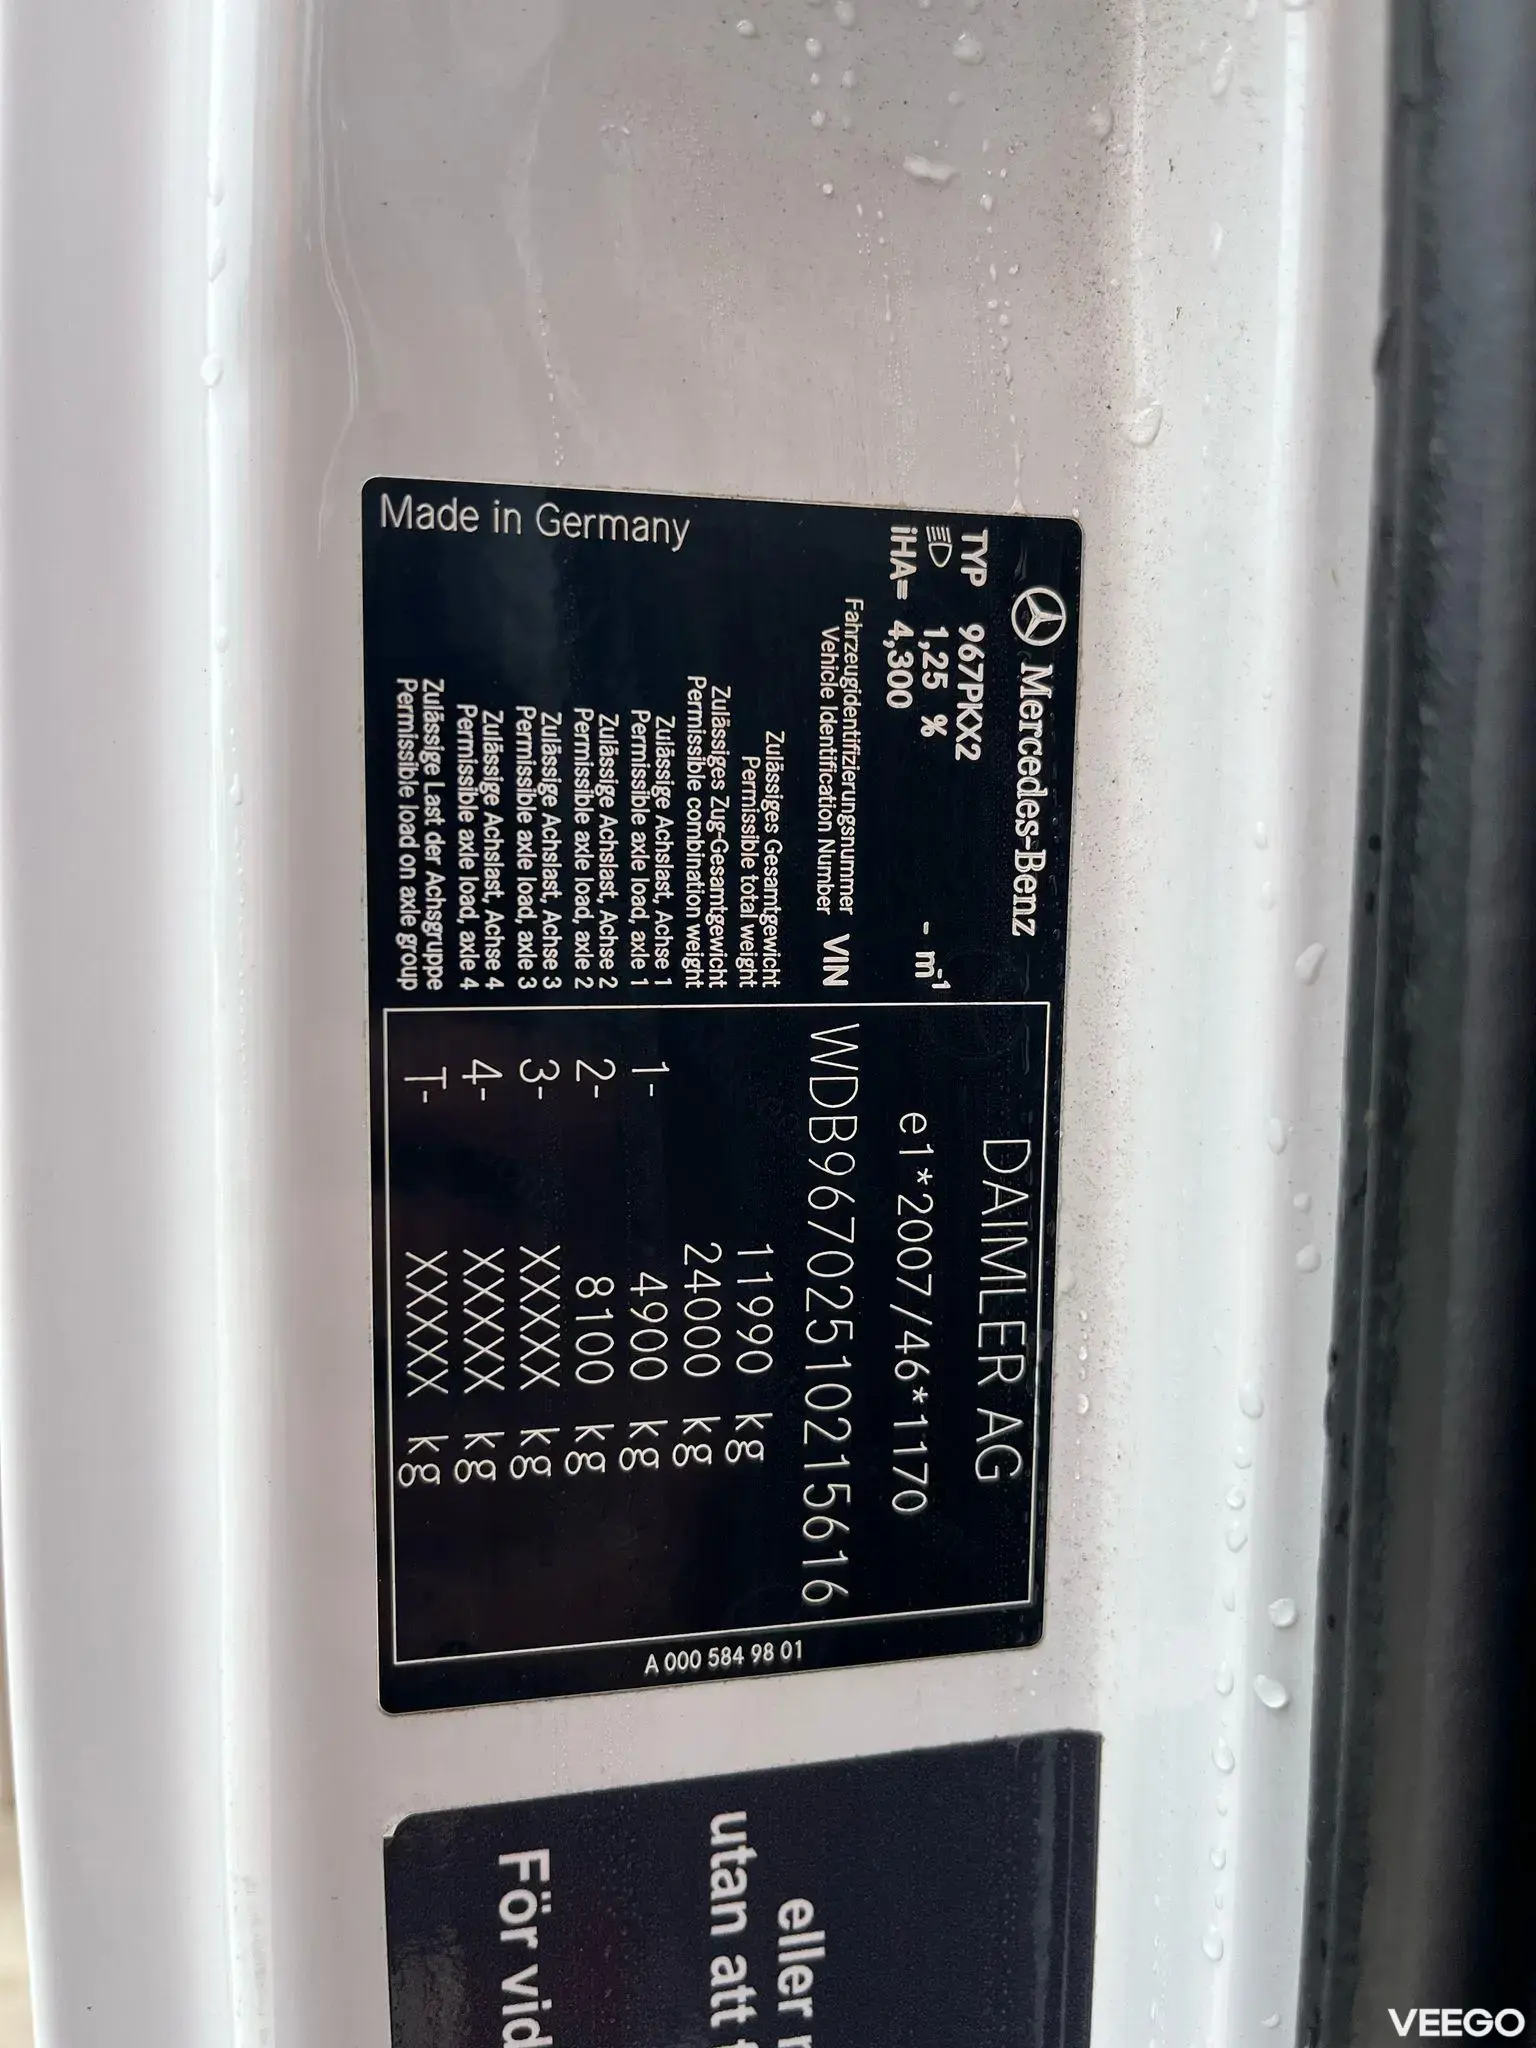 Mercedes-Benz
TYP 967PKX2
1,25 % - m-1
iHA= 4,300
Fahrzeugidentifizierungsnummer
Vehicle Identification Number VIN
Zulässiges Gesamtgewicht
Permissible total weight
Zulässiges Zug-Gesamtgewicht
Permissible combination weight
Zulässige Achslast, Achse 1
Permissible axle load, axle 1
Zulässige Achslast, Achse 2
Permissible axle load, axle 2
Zulässige Achslast, Achse 3
Permissible axle load, axle 3
Zulässige Achslast, Achse 4
Permissible axle load, axle 4
Zulässige Last der Achsgruppe
Permissible load on axle group
Made in Germany
DAIMLER AG
e1*2007/46*1170
WDB96702510215616
11990 kg
24000 kg
1- 4900 kg
2- 8100 kg
3- XXXXX kg
4- XXXXX kg
T- XXXXX kg
A 000 584 98 01
eller
utan att
För vid
VEEGO